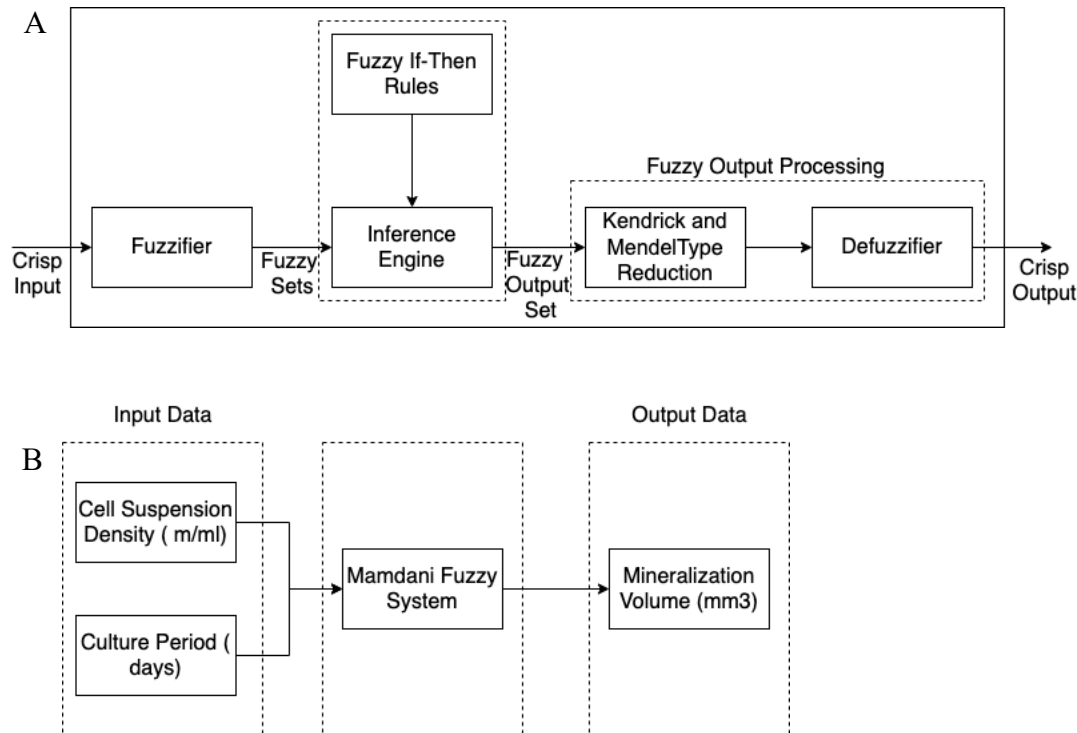 A
Fuzzy If-Then
Rules
Fuzzy Output Processing
Crisp
Input
Fuzzifier
Fuzzy
Sets
Inference
Engine
Fuzzy
Output
Set
Kendrick and
MendelType
Reduction
Defuzzifier
Crisp
Output
Input Data
Output Data
B
Cell Suspension
Density ( m/ml)
Culture Period (
days)
Mamdani Fuzzy
System
Mineralization
Volume (mm3)